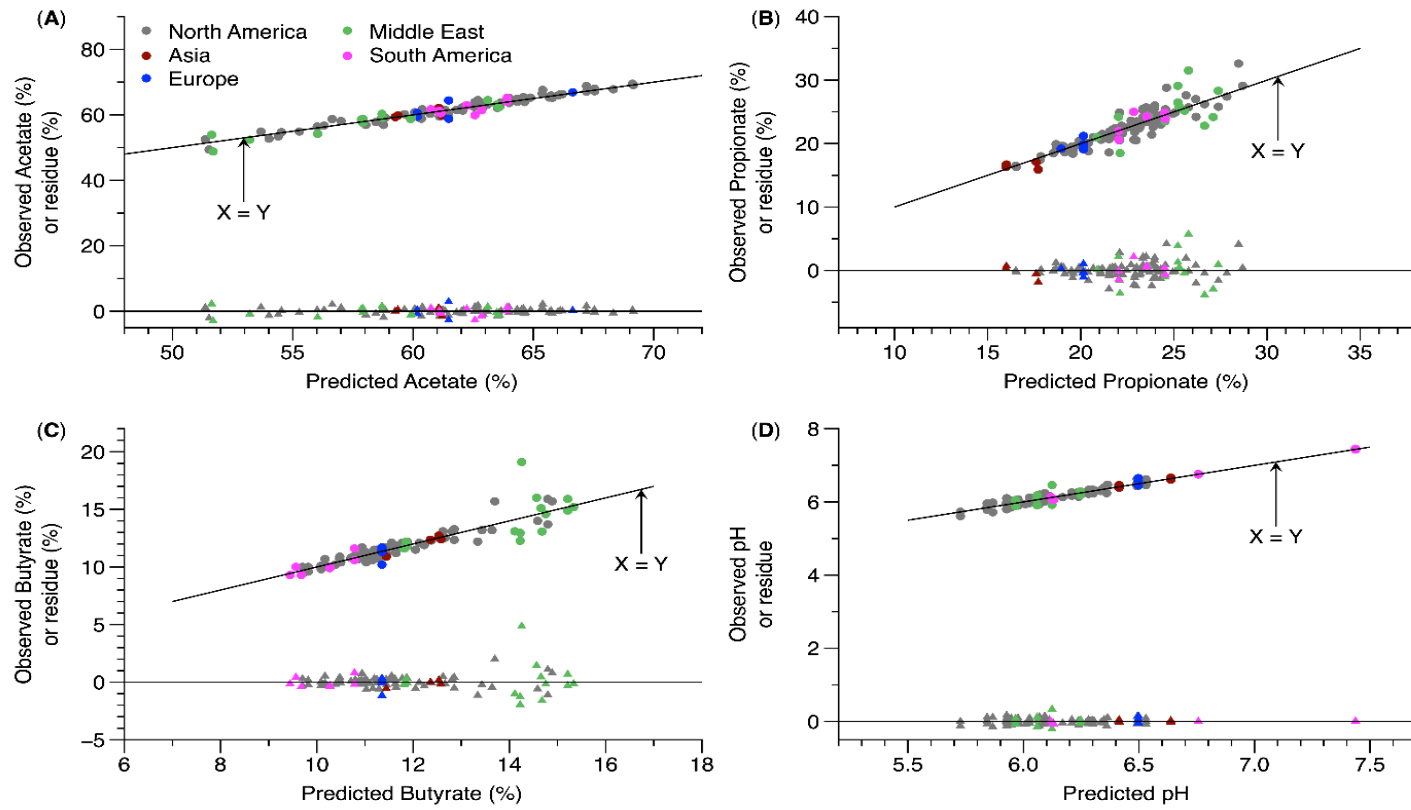 (A)
North America
Asia
Europe
Middle East
South America
80
60
40
20
0
Observed Acetate (%)
or residue (%)
X = Y
50 55 60 65 70
Predicted Acetate (%)
(B)
40
30
20
10
0
Observed Propionate (%)
or residue (%)
X = Y
10 15 20 25 30 35
Predicted Propionate (%)
(C)
20
15
10
5
0
−5
Observed Butyrate (%)
or residue (%)
X = Y
6 8 10 12 14 16 18
Predicted Butyrate (%)
(D)
8
6
4
2
0
Observed pH
or residue
X = Y
5.5 6.0 6.5 7.0 7.5
Predicted pH